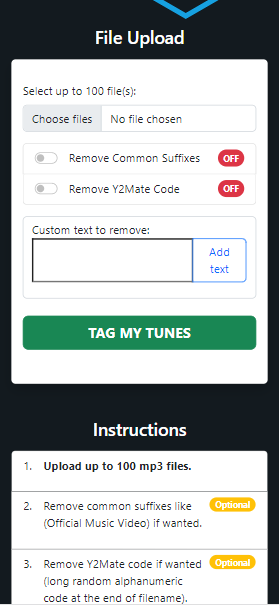 File Upload
Select up to 100 file(s):
Choose files No file chosen
Remove Common Suffixes OFF
Remove Y2Mate Code OFF
Custom text to remove:
Add
text
TAG MY TUNES
Instructions
1. Upload up to 100 mp3 files.
2. Remove common suffixes like Optional
(Official Music Video) if wanted.
3. Remove Y2Mate code if wanted Optional
(long random alphanumeric
code at the end of filename).